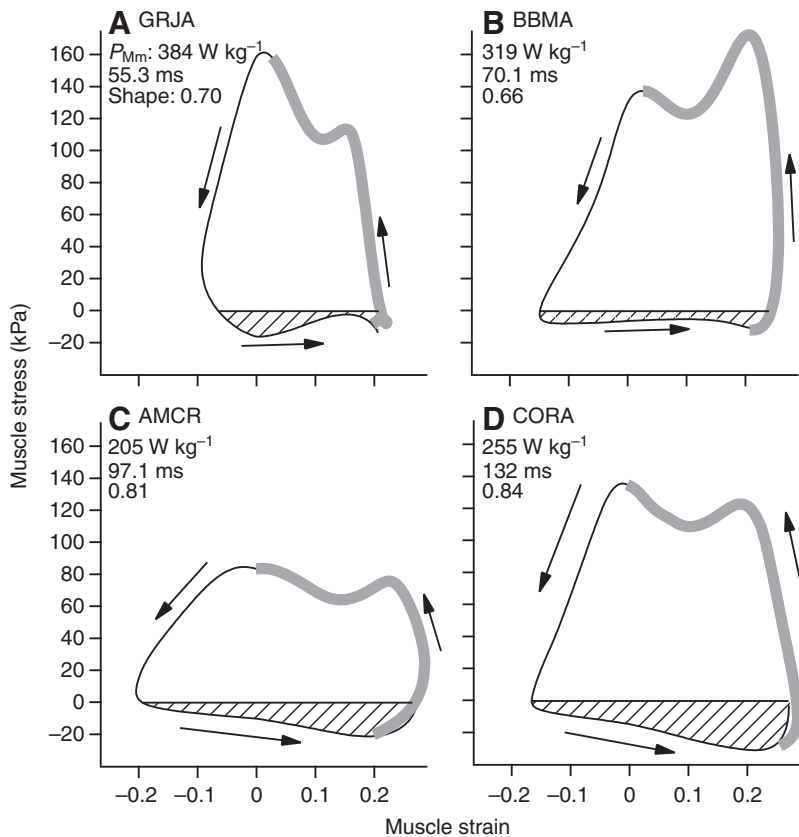 A GRJA
P_Mm: 384 W kg⁻¹
55.3 ms
Shape: 0.70
B BBMA
319 W kg⁻¹
70.1 ms
0.66
160
140
120
100
80
60
40
20
0
–20
C AMCR
205 W kg⁻¹
97.1 ms
0.81
D CORA
255 W kg⁻¹
132 ms
0.84
160
140
120
100
80
60
40
20
0
–20
Muscle stress (kPa)
–0.2 –0.1 0 0.1 0.2
–0.2 –0.1 0 0.1 0.2
Muscle strain